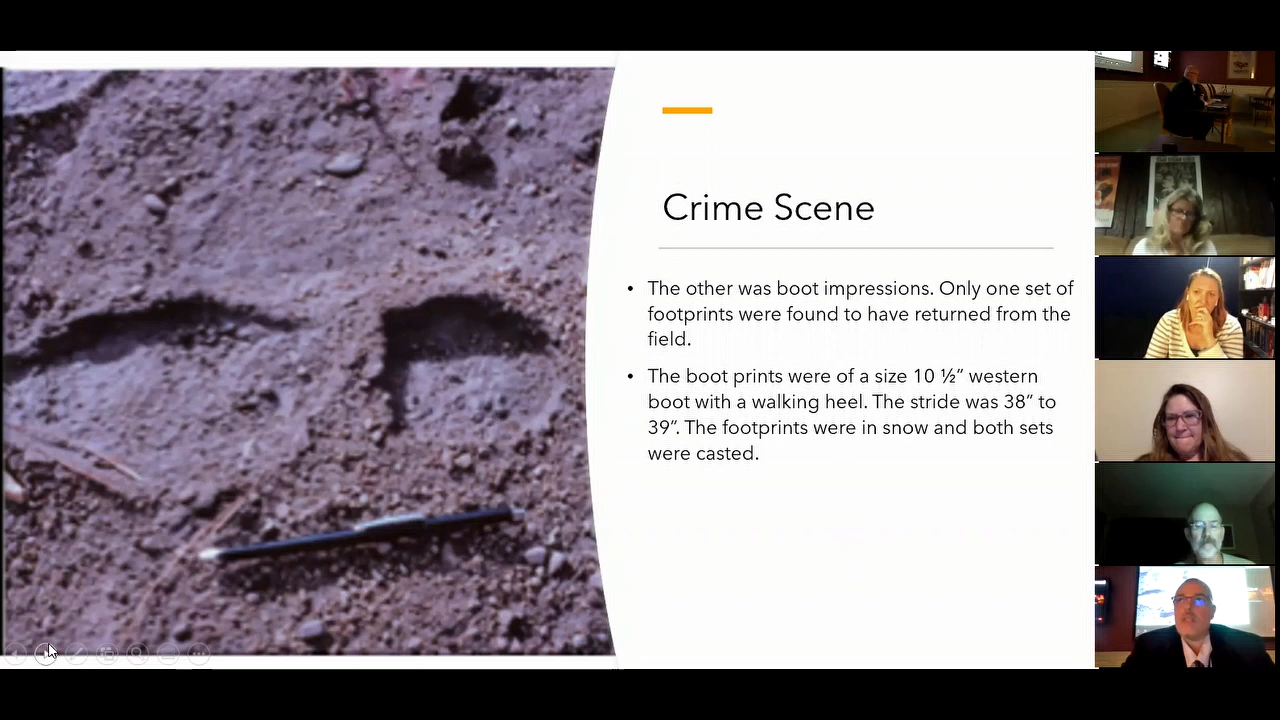 Crime Scene
• The other was boot impressions. Only one set of
footprints were found to have returned from the
field.
• The boot prints were of a size 10 ½” western
boot with a walking heel. The stride was 38” to
39”. The footprints were in snow and both sets
were casted.